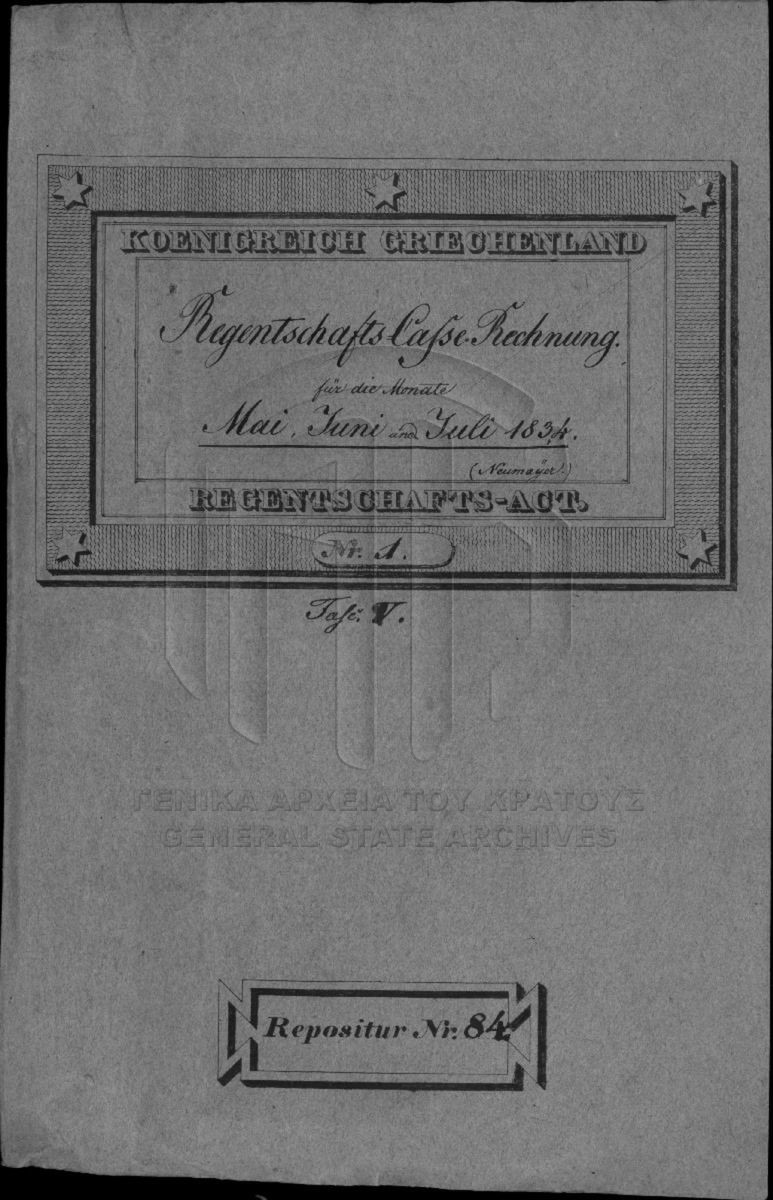 KOENIGREICH GRIECHENLAND
Regentschafts-Casse-Rechnung.
für die Monate
Mai, Juni und Juli 1834.
(Neumayer.)
REGENTSCHAFTS-ACT.
Nr. 1.
Fasc. V.
ΓΕΝΙΚΑ ΑΡΧΕΙΑ ΤΟΥ ΚΡΑΤΟΥΣ
GENERAL STATE ARCHIVES
Repositur Nr. 84.